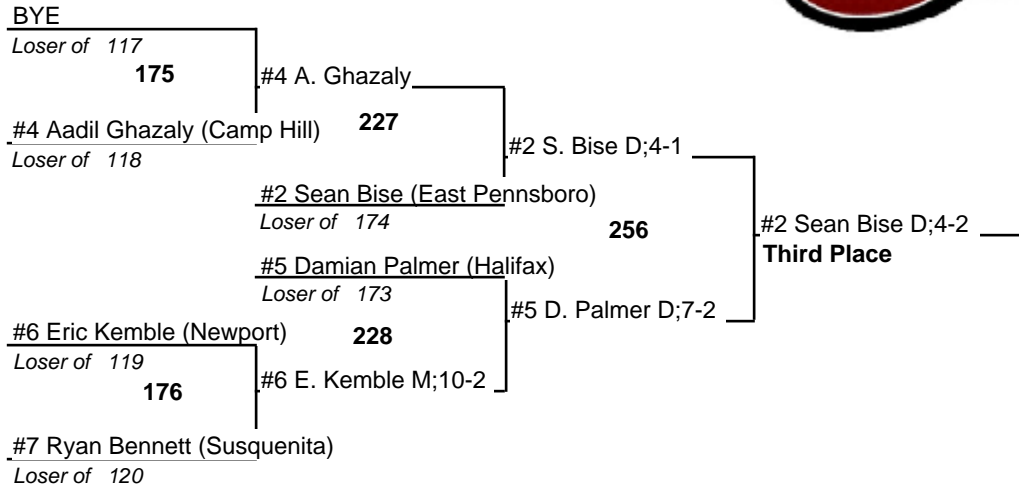 BYE
Loser of 117
175
#4 A. Ghazaly
#4 Aadil Ghazaly (Camp Hill)
227
Loser of 118
#2 S. Bise D;4-1
#2 Sean Bise (East Pennsboro)
Loser of 174
256
#2 Sean Bise D;4-2
Third Place
#5 Damian Palmer (Halifax)
Loser of 173
#5 D. Palmer D;7-2
#6 Eric Kemble (Newport)
228
Loser of 119
176
#6 E. Kemble M;10-2
#7 Ryan Bennett (Susquenita)
Loser of 120